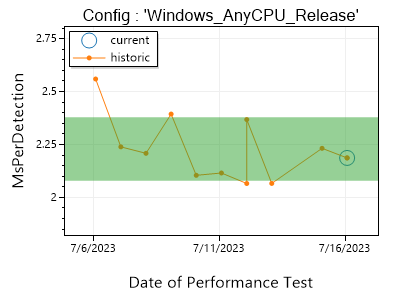 Config : 'Windows_AnyCPU_Release'
current
historic
2.75
2.5
2.25
2
MsPerDetection
7/6/2023
7/11/2023
7/16/2023
Date of Performance Test